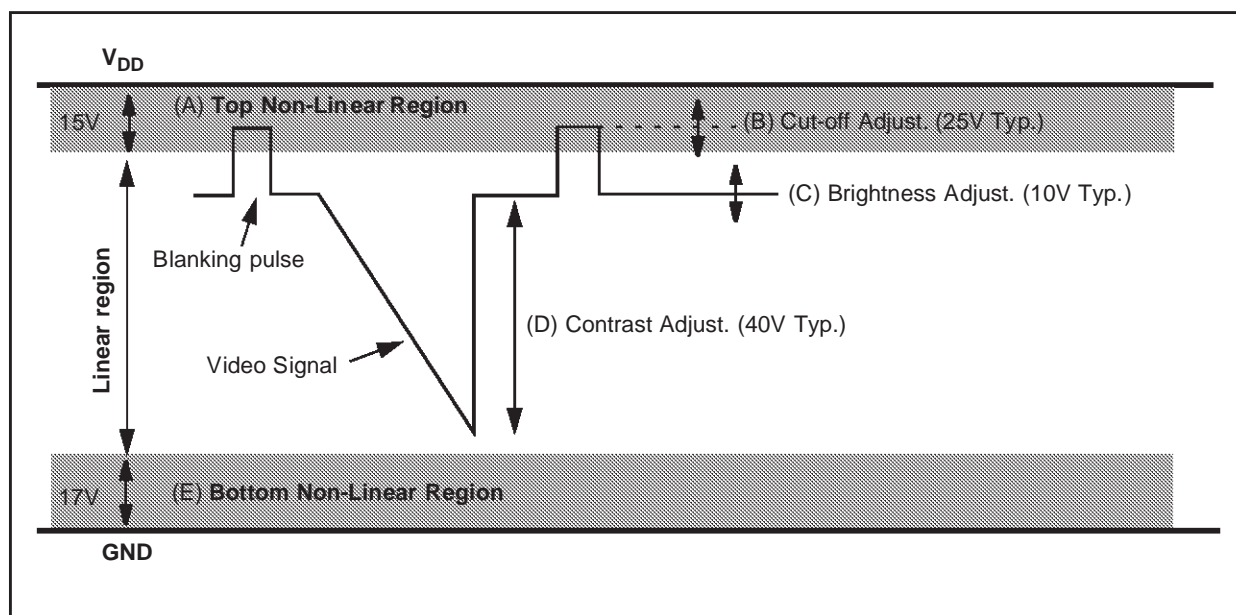 VDD
(A) Top Non-Linear Region
15V
(B) Cut-off Adjust. (25V Typ.)
(C) Brightness Adjust. (10V Typ.)
Blanking pulse
Linear region
(D) Contrast Adjust. (40V Typ.)
Video Signal
17V
(E) Bottom Non-Linear Region
GND